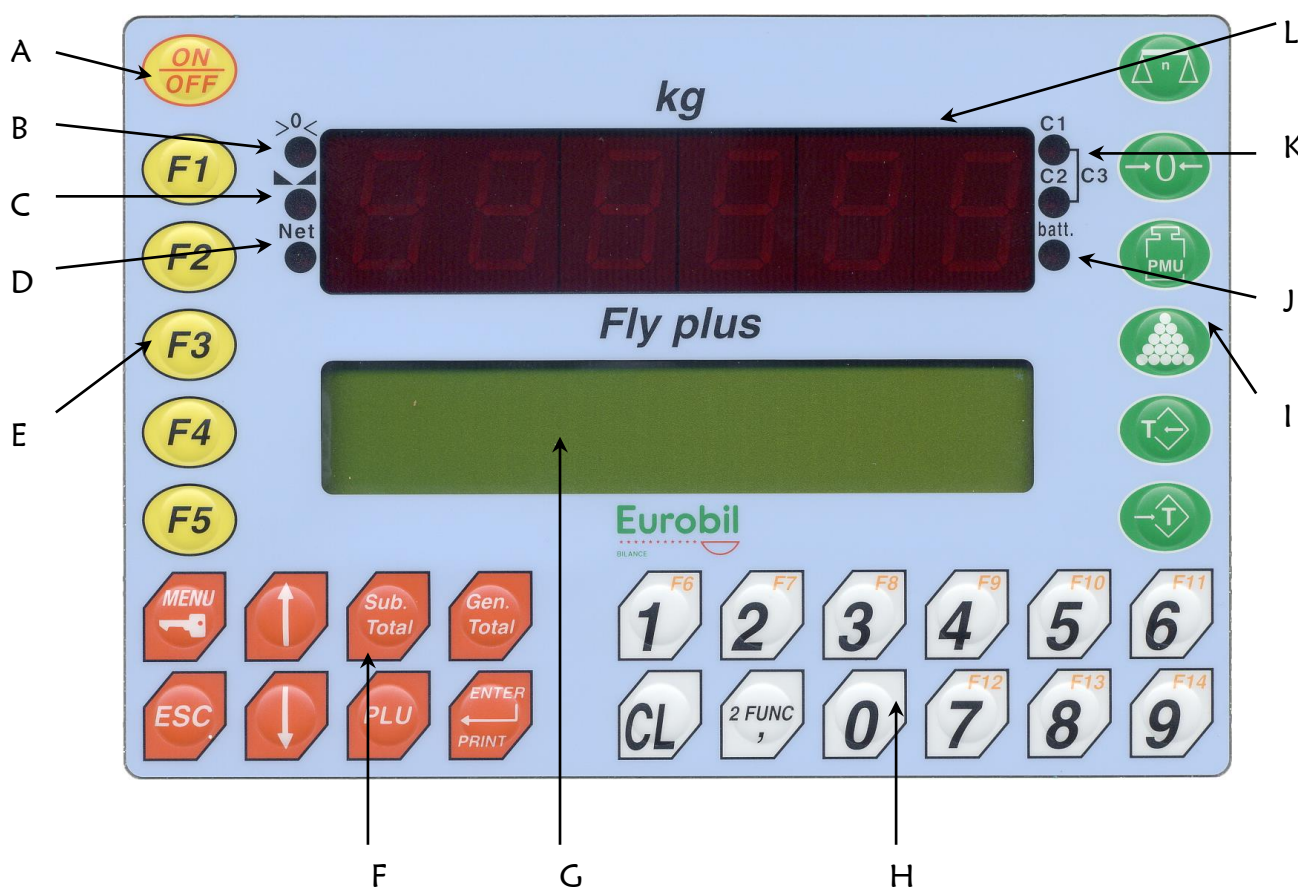 A
ON
OFF
n
L
kg
B
>0<
C1
K
F1
→0←
C
C2
C3
Net
batt.
D
F2
PMU
J
Fly plus
E
F3
I
F4
T
F5
T
Eurobil
BILANCE
MENU
Sub.
Total
Gen.
Total
F6
1
F7
2
F8
3
F9
4
F10
5
F11
6
ESC
PLU
ENTER
PRINT
CL
2 FUNC
,
0
F12
7
F13
8
F14
9
F
G
H